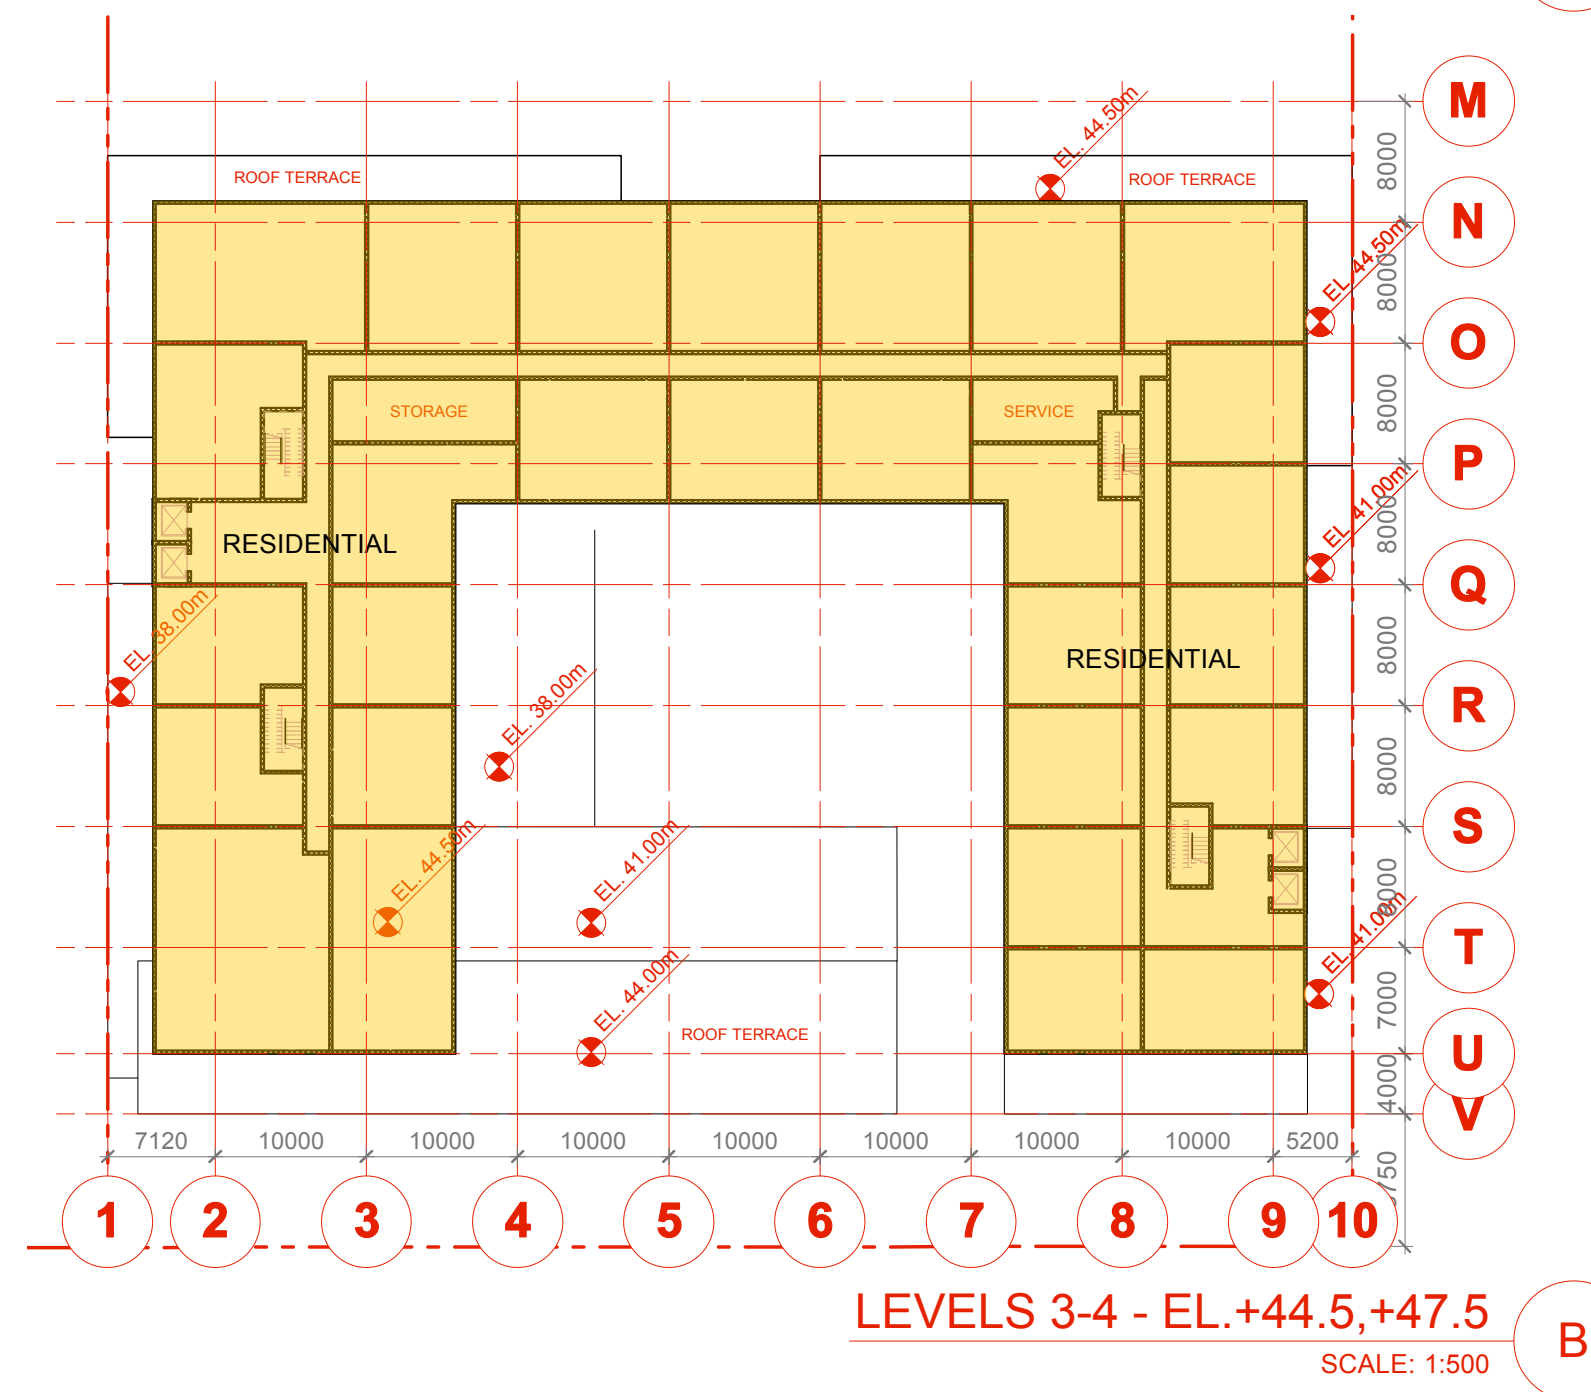 M
EL. 44.50m
8000
ROOF TERRACE
ROOF TERRACE
N
EL. 44.50m
8000
O
STORAGE
SERVICE
8000
P
EL. 41.00m
8000
RESIDENTIAL
Q
EL. 38.00m
8000
RESIDENTIAL
EL. 38.00m
R
8000
S
EL. 44.50m
EL. 41.00m
8000
EL. 41.00m
T
EL. 44.00m
7000
ROOF TERRACE
U
4000
V
7120
10000
10000
10000
10000
10000
10000
10000
5200
750
1
2
3
4
5
6
7
8
9
10
LEVELS 3-4 - EL.+44.5,+47.5
SCALE: 1:500
B